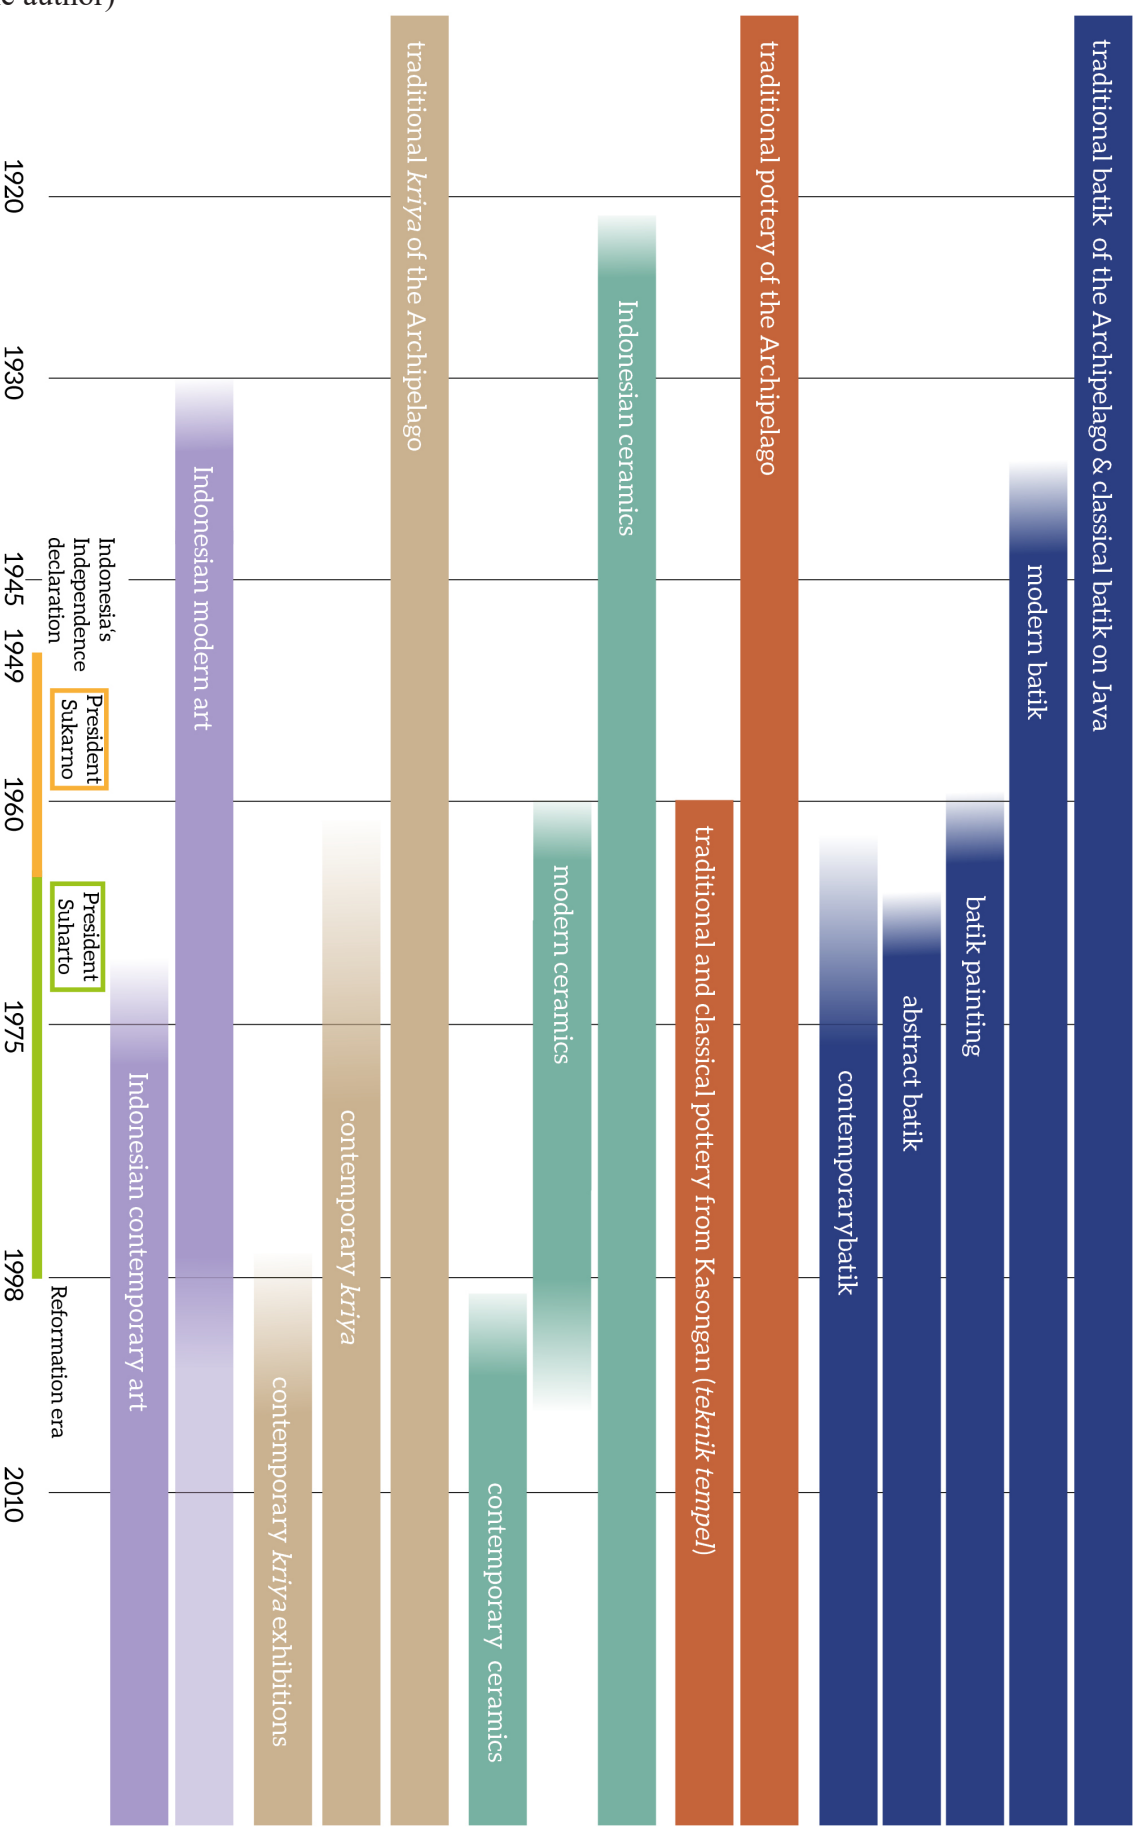 author)
traditional batik of the Archipelago & classical batik on Java
modern batik
batik painting
abstract batik
contemporarybatik
traditional pottery of the Archipelago
traditional and classical pottery from Kasongan (teknik tempel)
Indonesian ceramics
modern ceramics
contemporary ceramics
traditional kriya of the Archipelago
contemporary kriya
contemporary kriya exhibitions
Indonesian modern art
Indonesian contemporary art
Indonesia‘s
Independence
declaration
President
Sukarno
President
Suharto
Reformation era
1920
1930
1945
1949
1960
1975
1998
2010